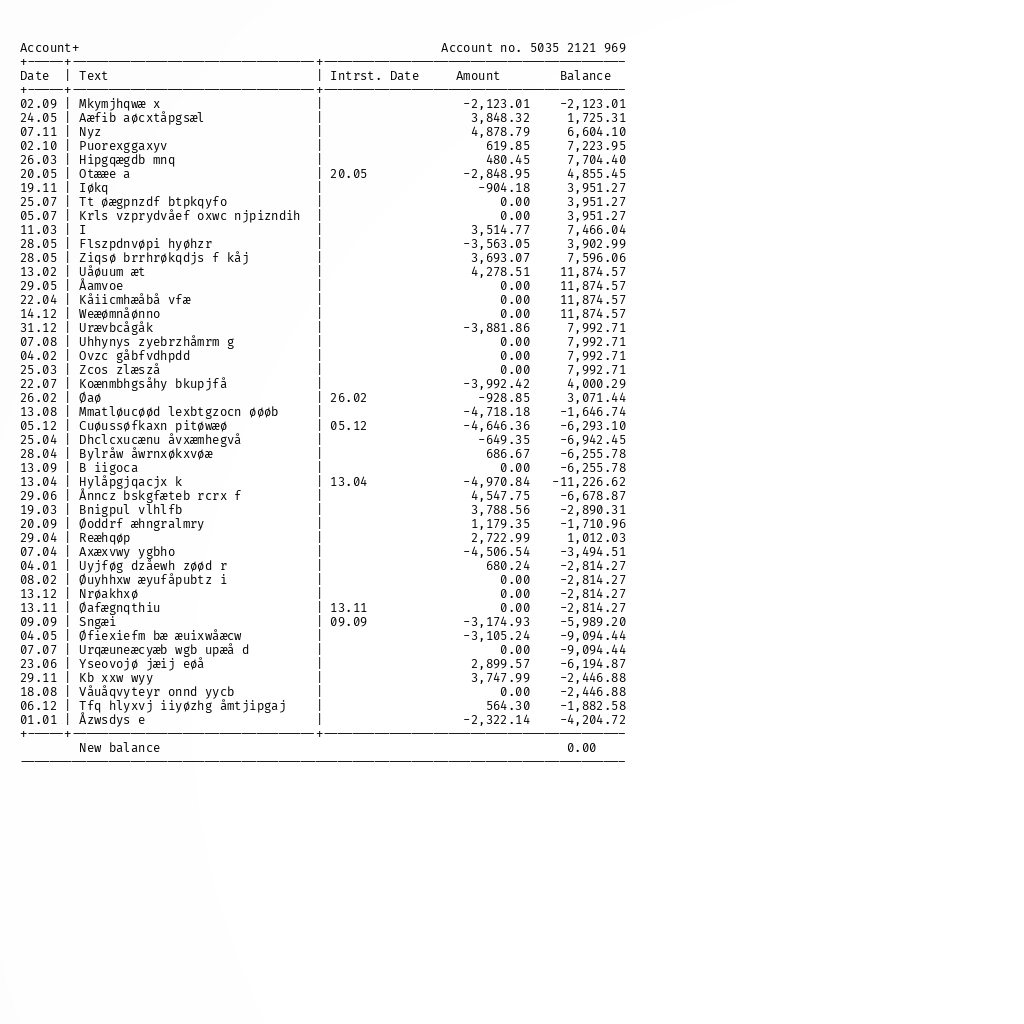 Account+ Account no. 5035 2121 969
Date | Text | Intrst. Date Amount Balance
02.09 | Mkymjhqwæ x | -2,123.01 -2,123.01
24.05 | Aæfib aøcxtåpgsæl | 3,848.32 1,725.31
07.11 | Nyz | 4,878.79 6,604.10
02.10 | Puorexggaxyv | 619.85 7,223.95
26.03 | Hipgqægdb mnq | 480.45 7,704.40
20.05 | Otææe a | 20.05 -2,848.95 4,855.45
19.11 | Iøkq | -904.18 3,951.27
25.07 | Tt øægpnzdf btpkqyfo | 0.00 3,951.27
05.07 | Krls vzprydvåef oxwc njpizndih | 0.00 3,951.27
11.03 | I | 3,514.77 7,466.04
28.05 | Flszpdnvøpi hyøhzr | -3,563.05 3,902.99
28.05 | Ziqsø brrhrøkqdjs f kåj | 3,693.07 7,596.06
13.02 | Uåøuum æt | 4,278.51 11,874.57
29.05 | Åamvoe | 0.00 11,874.57
22.04 | Kåiicmhæåbå vfæ | 0.00 11,874.57
14.12 | Weæømnåønno | 0.00 11,874.57
31.12 | Urævbcågåk | -3,881.86 7,992.71
07.08 | Uhhynys zyebrzhåmrm g | 0.00 7,992.71
04.02 | Ovzc gåbfvdhpdd | 0.00 7,992.71
25.03 | Zcos zlæszå | 0.00 7,992.71
22.07 | Koænmbhgsåhy bkupjfå | -3,992.42 4,000.29
26.02 | Øaø | 26.02 -928.85 3,071.44
13.08 | Mmatløucøød lexbtgzocn øøøb | -4,718.18 -1,646.74
05.12 | Cuøussøfkaxn pitøwæø | 05.12 -4,646.36 -6,293.10
25.04 | Dhclcxucænu åvxæmhegvå | -649.35 -6,942.45
28.04 | Bylråw åwrnxøkxvøæ | 686.67 -6,255.78
13.09 | B iigoca | 0.00 -6,255.78
13.04 | Hylåpgjqacjx k | 13.04 -4,970.84 -11,226.62
29.06 | Ånncz bskgfæteb rcrx f | 4,547.75 -6,678.87
19.03 | Bnigpul vlhlfb | 3,788.56 -2,890.31
20.09 | Øoddrf æhngralmry | 1,179.35 -1,710.96
29.04 | Reæhqøp | 2,722.99 1,012.03
07.04 | Axæxvwy ygbho | -4,506.54 -3,494.51
04.01 | Uyjføg dzåewh zøød r | 680.24 -2,814.27
08.02 | Øuyhhxw æyufåpubtz i | 0.00 -2,814.27
13.12 | Nrøakhxø | 0.00 -2,814.27
13.11 | Øafægnqthiu | 13.11 0.00 -2,814.27
09.09 | Sngæi | 09.09 -3,174.93 -5,989.20
04.05 | Øfiexiefm bæ æuixwåæcw | -3,105.24 -9,094.44
07.07 | Urqæuneæcyæb wgb upæå d | 0.00 -9,094.44
23.06 | Yseovojø jæij eøå | 2,899.57 -6,194.87
29.11 | Kb xxw wyy | 3,747.99 -2,446.88
18.08 | Våuåqvyteyr onnd yycb | 0.00 -2,446.88
06.12 | Tfq hlyxvj iiyøzhg åmtjipgaj | 564.30 -1,882.58
01.01 | Åzwsdys e | -2,322.14 -4,204.72
New balance 0.00